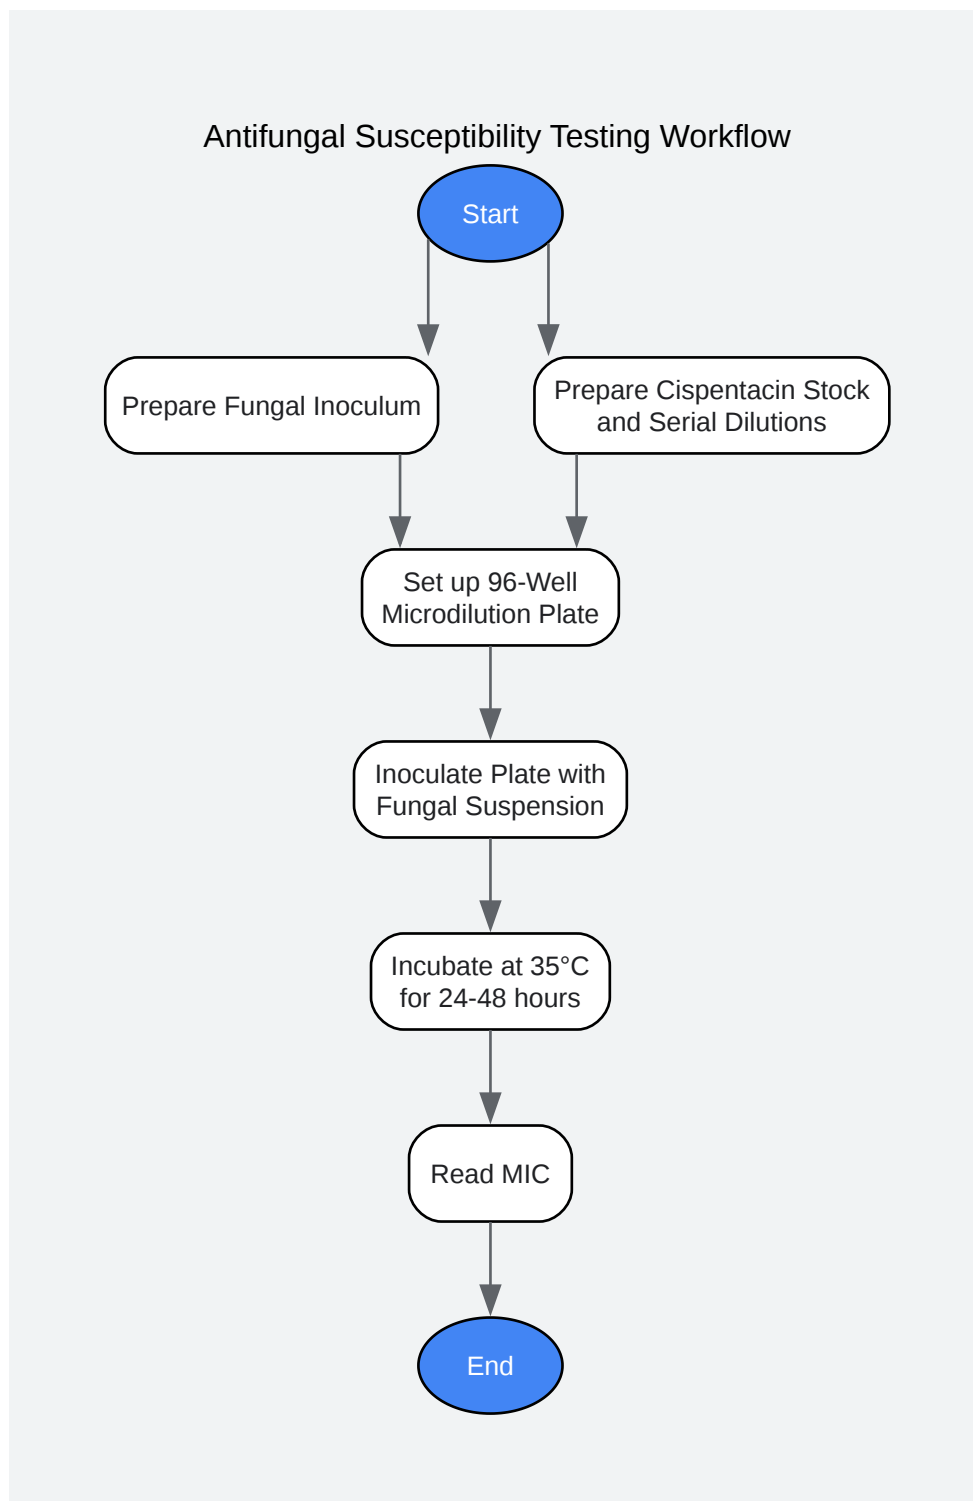 Antifungal Susceptibility Testing Workflow
Start
Prepare Fungal Inoculum
Prepare Cispentacin Stock
and Serial Dilutions
Set up 96-Well
Microdilution Plate
Inoculate Plate with
Fungal Suspension
Incubate at 35°C
for 24-48 hours
Read MIC
End